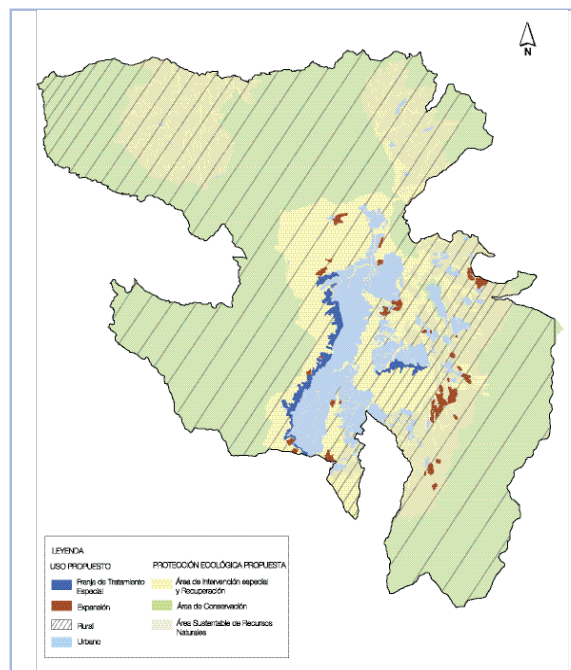 N
LEYENDA
USO PROPUESTO
Franja de Tratamiento
Especial
Expansión
Rural
Urbano
PROTECCIÓN ECOLÓGICA PROPUESTA
Área de Intervención especial
y Recuperación
Área de Conservación
Área Sustentable de Recursos
Naturales